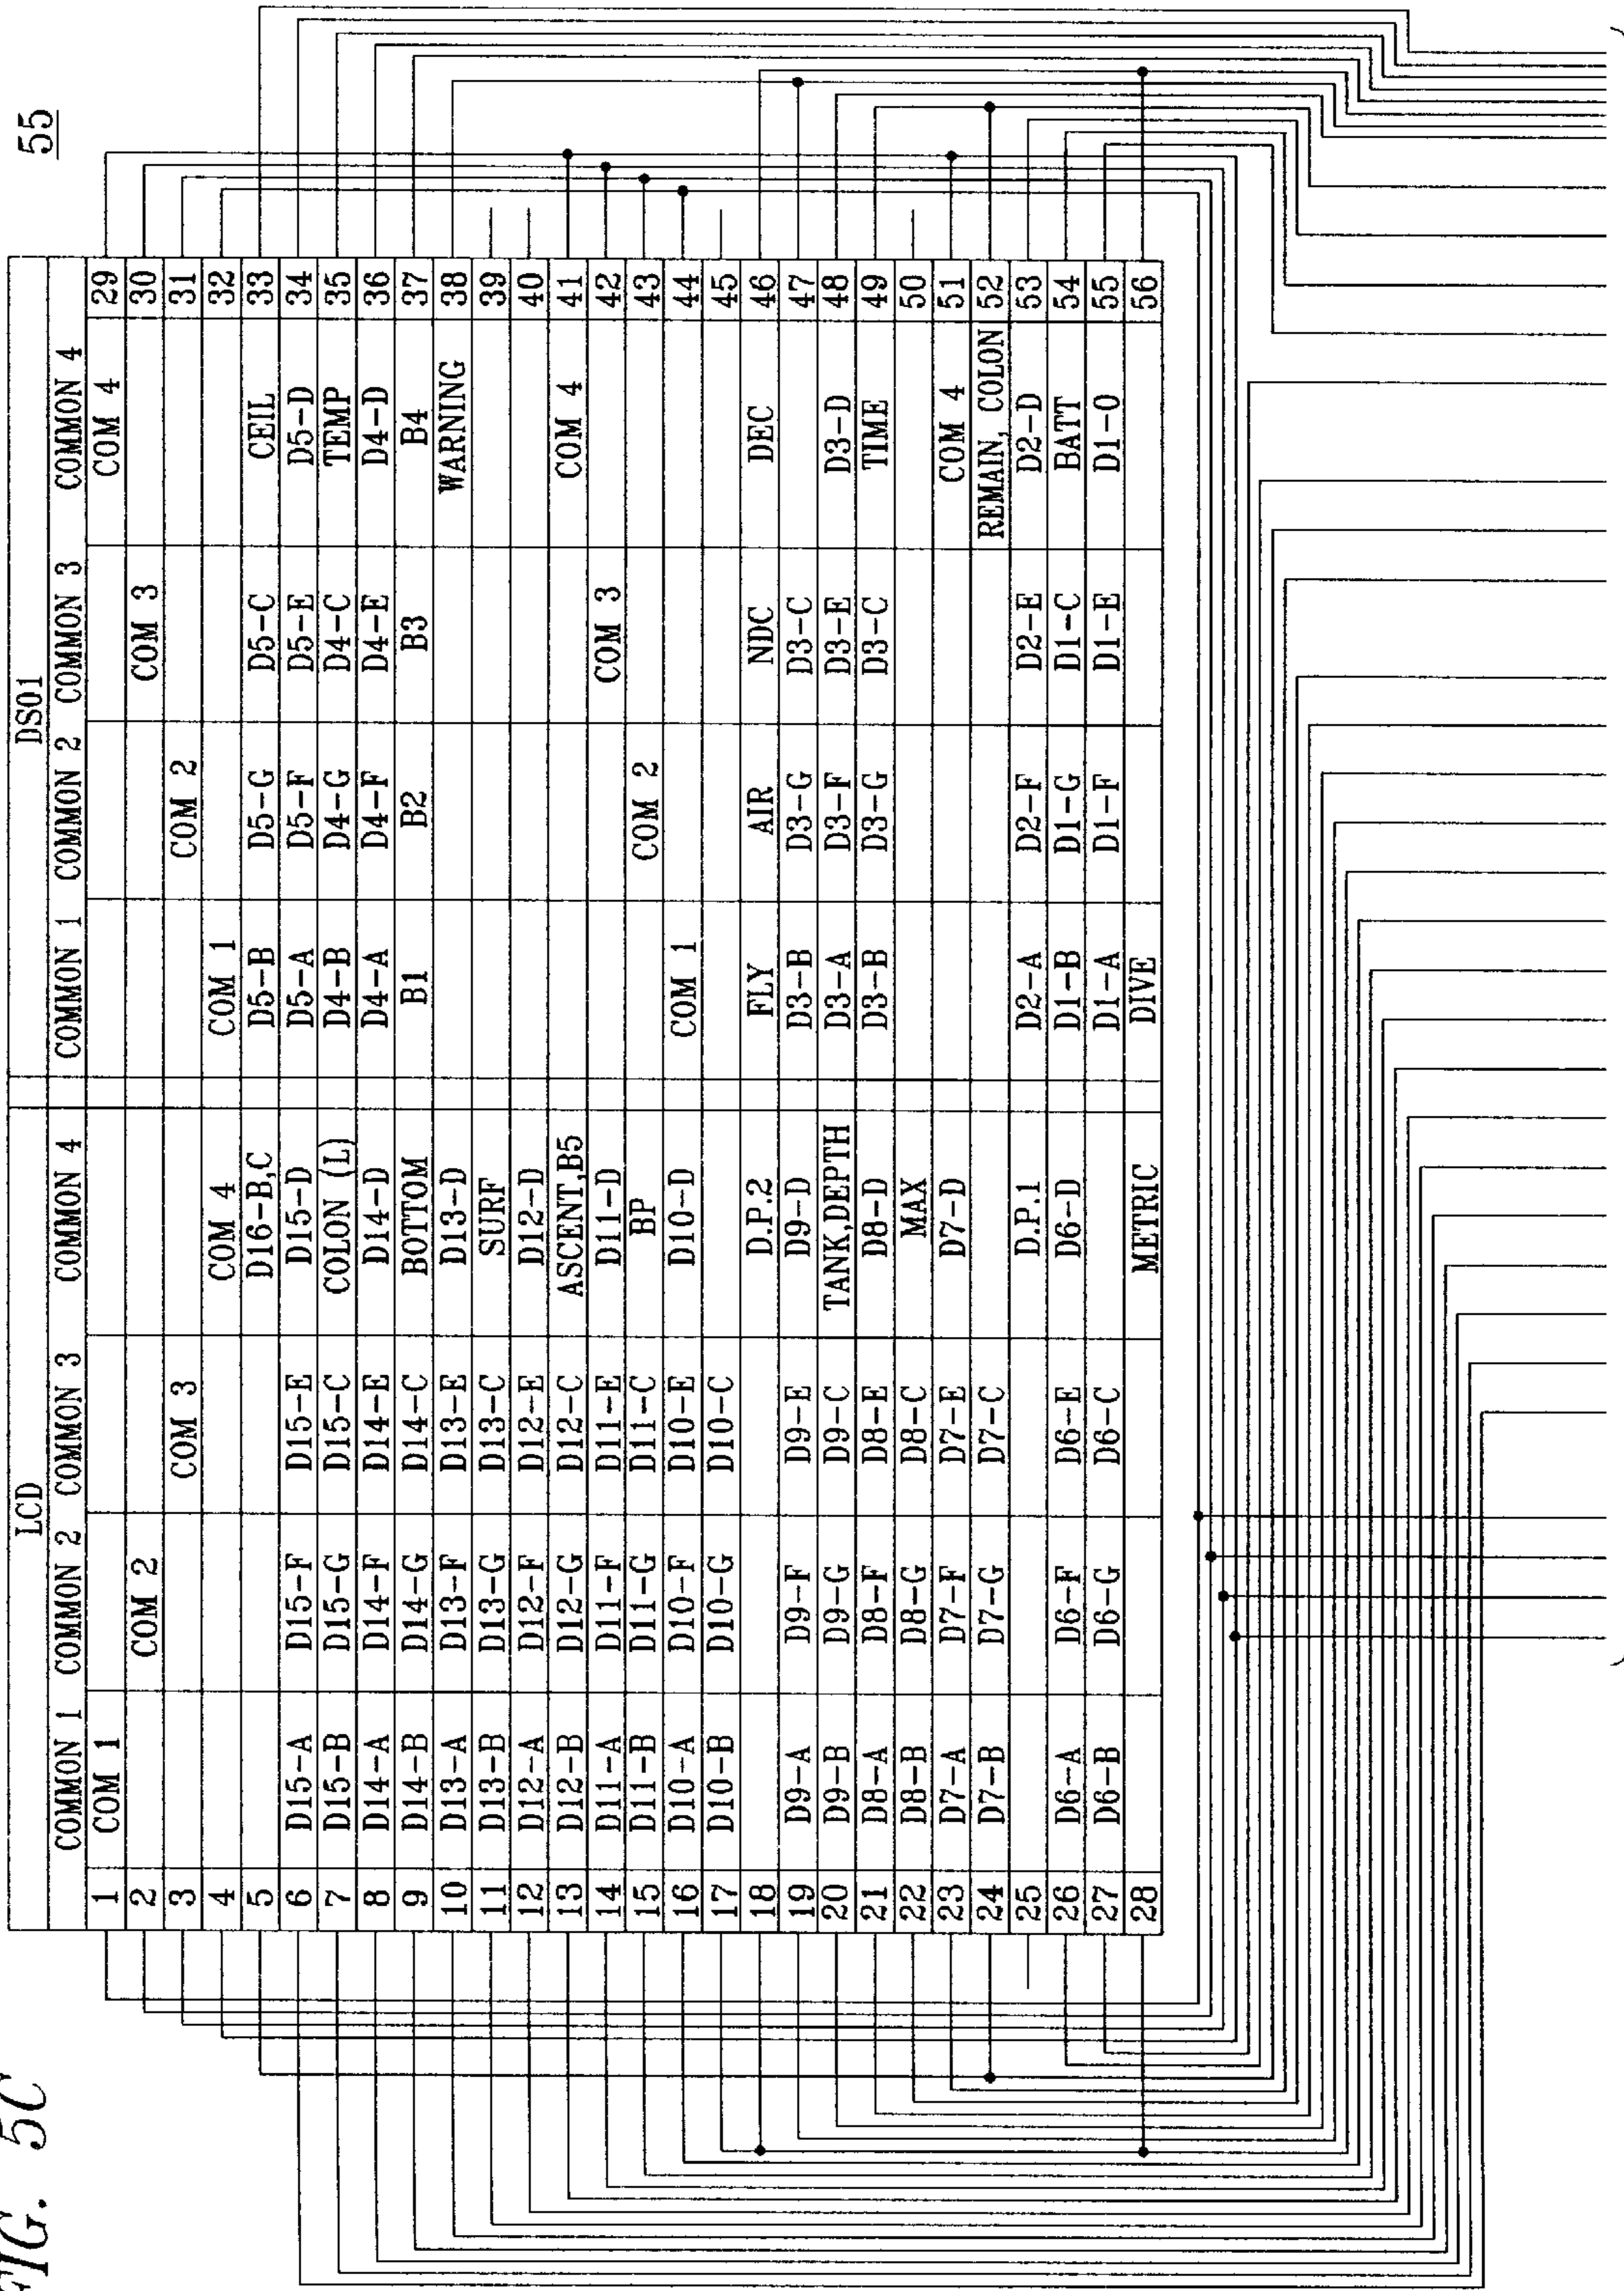 FIG. 5C
55
LCD DS01
COMMON 1 COMMON 2 COMMON 3 COMMON 4 COMMON 1 COMMON 2 COMMON 3 COMMON 4
1 COM 1 COM 4 29
2 COM 2 COM 3 30
3 COM 3 COM 2 31
4 COM 4 COM 1 32
5 D16-B,C D5-B D5-G D5-C CEIL 33
6 D15-A D15-F D15-E D15-D D5-A D5-F D5-E D5-D 34
7 D15-B D15-G D15-C COLON (L) D4-B D4-G D4-C TEMP 35
8 D14-A D14-F D14-E D14-D D4-A D4-F D4-E D4-D 36
9 D14-B D14-G D14-C BOTTOM B1 B2 B3 B4 37
10 D13-A D13-F D13-E D13-D WARNING 38
11 D13-B D13-G D13-C SURF 39
12 D12-A D12-F D12-E D12-D 40
13 D12-B D12-G D12-C ASCENT,B5 COM 4 41
14 D11-A D11-F D11-E D11-D COM 3 42
15 D11-B D11-G D11-C BP COM 2 43
16 D10-A D10-F D10-E D10-D COM 1 44
17 D10-B D10-G D10-C 45
18 D.P.2 FLY AIR NDC DEC 46
19 D9-A D9-F D9-E D9-D D3-B D3-G D3-C 47
20 D9-B D9-G D9-C TANK,DEPTH D3-A D3-F D3-E D3-D 48
21 D8-A D8-F D8-E D8-D D3-B D3-G D3-C TIME 49
22 D8-B D8-G D8-C MAX 50
23 D7-A D7-F D7-E D7-D COM 4 51
24 D7-B D7-G D7-C REMAIN, COLON 52
25 D.P.1 D2-A D2-F D2-E D2-D 53
26 D6-A D6-F D6-E D6-D D1-B D1-G D1-C BATT 54
27 D6-B D6-G D6-C D1-A D1-F D1-E D1-0 55
28 METRIC DIVE 56